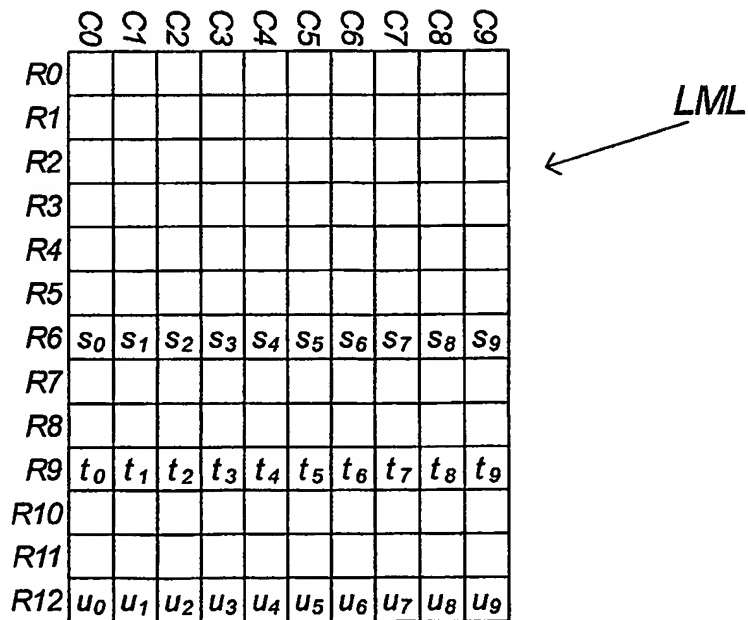 C0 C1 C2 C3 C4 C5 C6 C7 C8 C9
R0
LML
R1
R2
R3
R4
R5
R6 s0 s1 s2 s3 s4 s5 s6 s7 s8 s9
R7
R8
R9 t0 t1 t2 t3 t4 t5 t6 t7 t8 t9
R10
R11
R12 u0 u1 u2 u3 u4 u5 u6 u7 u8 u9